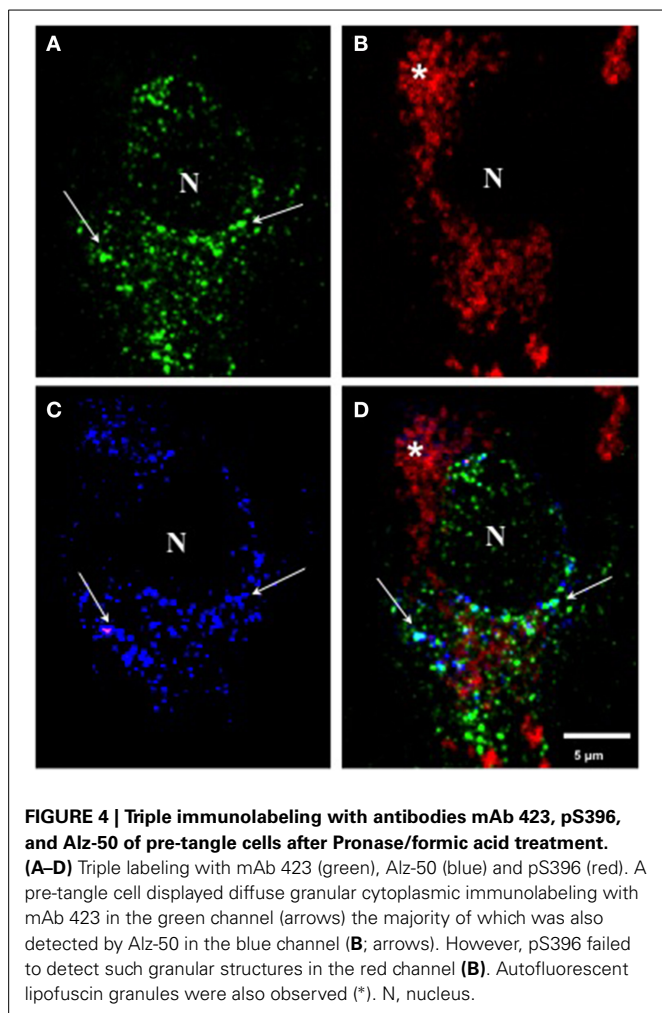 A
B
*
N
N
C
D
*
N
N
5 µm
FIGURE 4 | Triple immunolabeling with antibodies mAb 423, pS396,
and Alz-50 of pre-tangle cells after Pronase/formic acid treatment.
(A–D) Triple labeling with mAb 423 (green), Alz-50 (blue) and pS396 (red). A
pre-tangle cell displayed diffuse granular cytoplasmic immunolabeling with
mAb 423 in the green channel (arrows) the majority of which was also
detected by Alz-50 in the blue channel (B; arrows). However, pS396 failed
to detect such granular structures in the red channel (B). Autofluorescent
lipofuscin granules were also observed (*). N, nucleus.